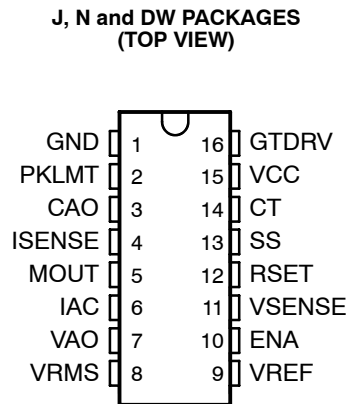 J, N and DW PACKAGES
(TOP VIEW)
GND 1 16 GTDRV
PKLMT 2 15 VCC
CAO 3 14 CT
ISENSE 4 13 SS
MOUT 5 12 RSET
IAC 6 11 VSENSE
VAO 7 10 ENA
VRMS 8 9 VREF